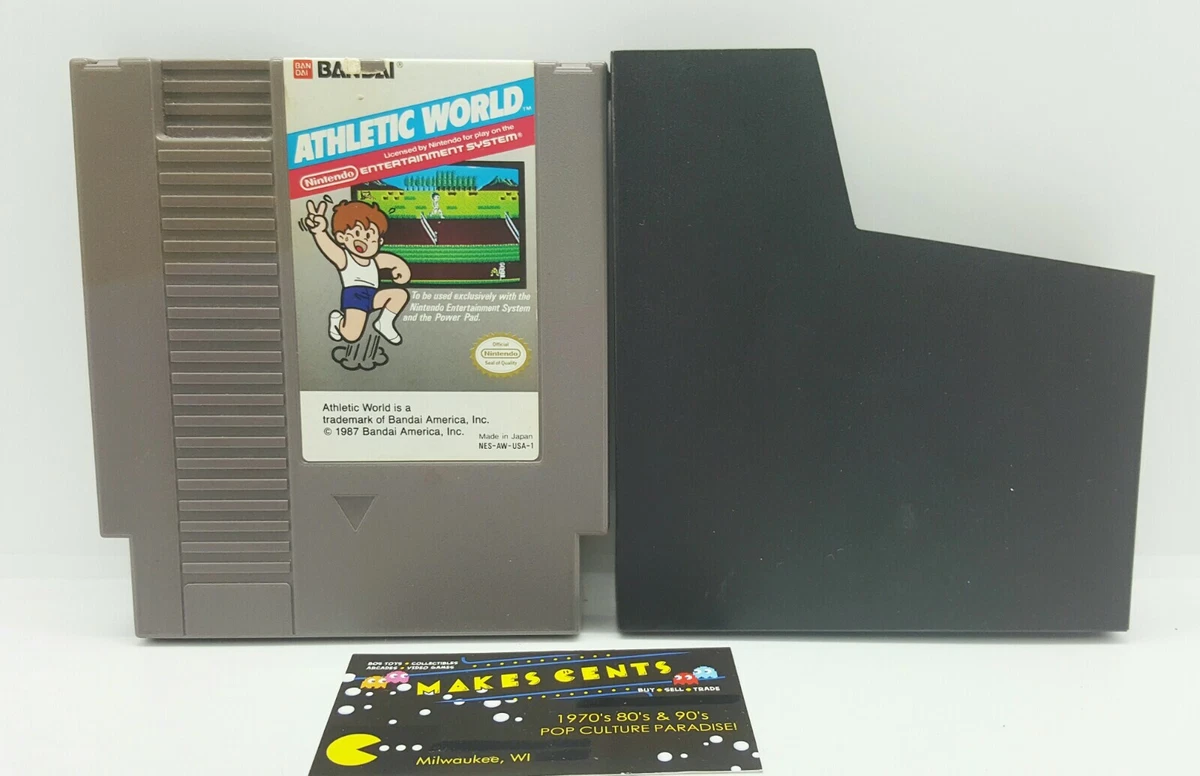 BAN
DAI
BANDAI®
ATHLETIC WORLD™
Licensed by Nintendo for play on the
Nintendo ENTERTAINMENT SYSTEM®
To be used exclusively with the
Nintendo Entertainment System
and the Power Pad.
Official
Nintendo
Seal of Quality
Athletic World is a
trademark of Bandai America, Inc.
© 1987 Bandai America, Inc.
Made in Japan
NES-AW-USA-1
80S TOYS • COLLECTIBLES
ARCADES • VIDEO GAMES
MAKES CENTS
BUY • SELL • TRADE
1970's 80's & 90's
POP CULTURE PARADISE!
Milwaukee, WI